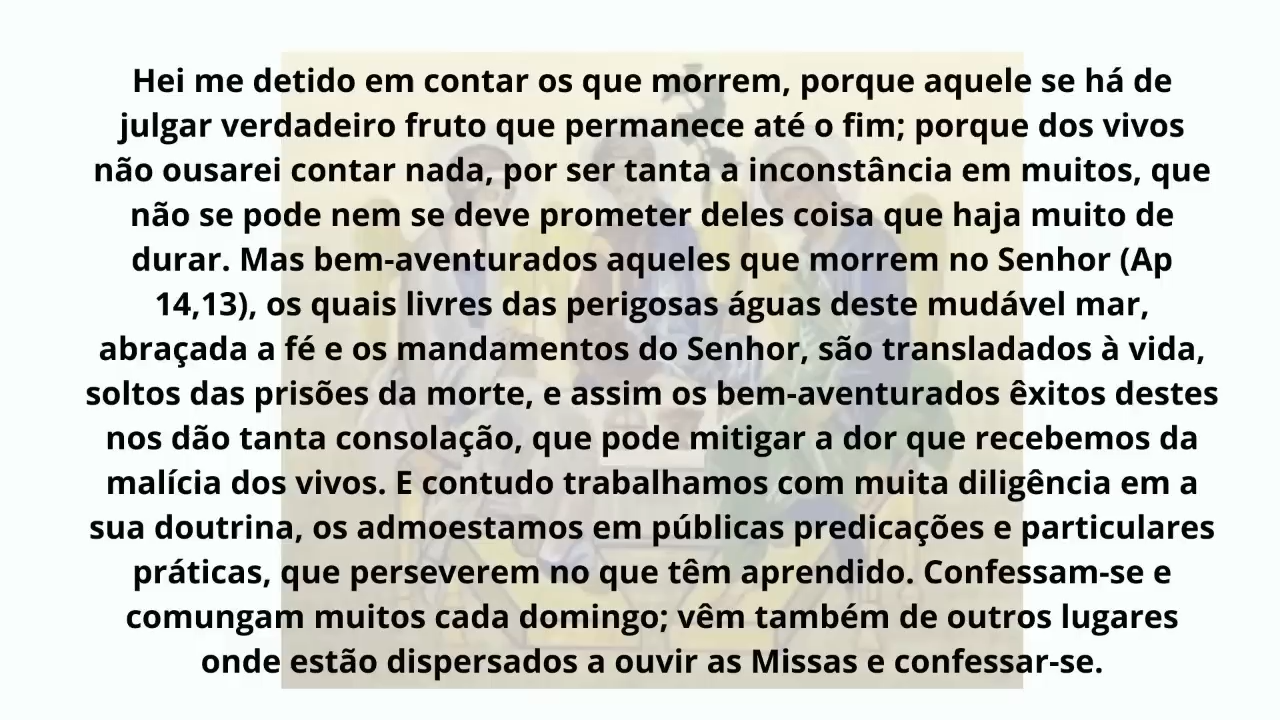 Hei me detido em contar os que morrem, porque aquele se há de
julgar verdadeiro fruto que permanece até o fim; porque dos vivos
não ousarei contar nada, por ser tanta a inconstância em muitos, que
não se pode nem se deve prometer deles coisa que haja muito de
durar. Mas bem-aventurados aqueles que morrem no Senhor (Ap
14,13), os quais livres das perigosas águas deste mudável mar,
abraçada a fé e os mandamentos do Senhor, são transladados à vida,
soltos das prisões da morte, e assim os bem-aventurados êxitos destes
nos dão tanta consolação, que pode mitigar a dor que recebemos da
malícia dos vivos. E contudo trabalhamos com muita diligência em a
sua doutrina, os admoestamos em públicas predicações e particulares
práticas, que perseverem no que têm aprendido. Confessam-se e
comungam muitos cada domingo; vêm também de outros lugares
onde estão dispersados a ouvir as Missas e confessar-se.